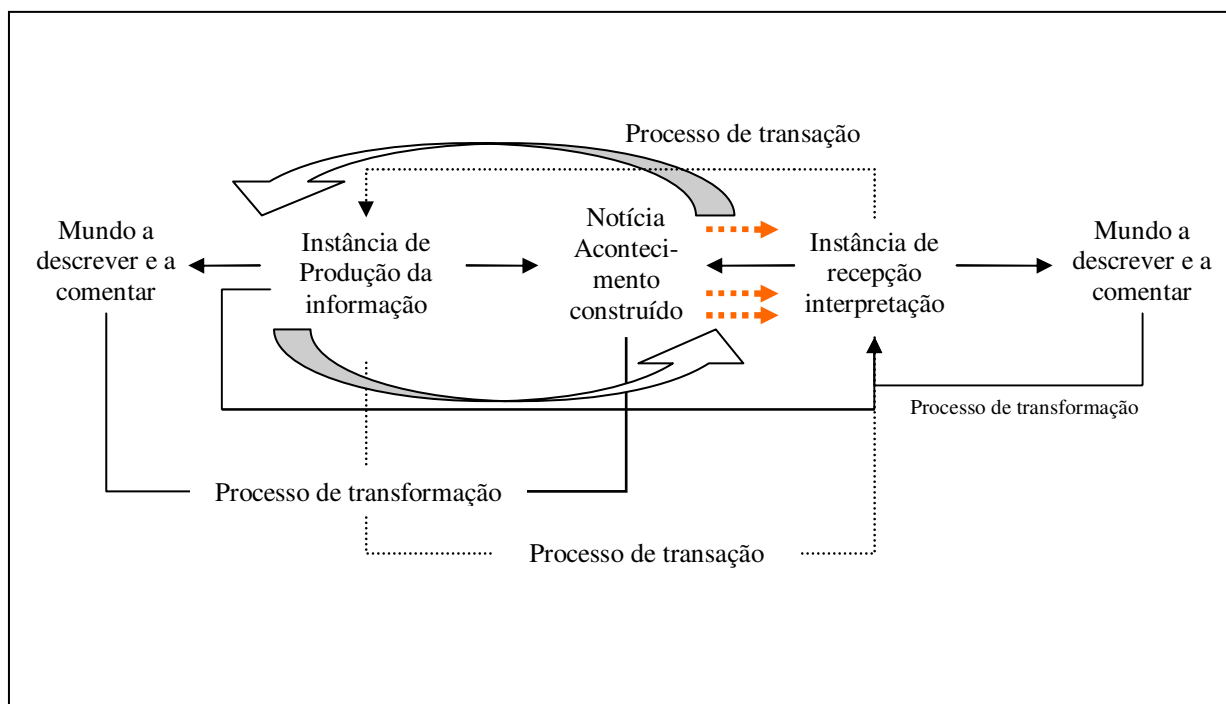 Processo de transação
Mundo a
descrever e a
comentar
Instância de
Produção da
informação
Notícia
Aconteci-
mento
construído
Instância de
recepção
interpretação
Mundo a
descrever e a
comentar
Processo de transformação
Processo de transformação
Processo de transação